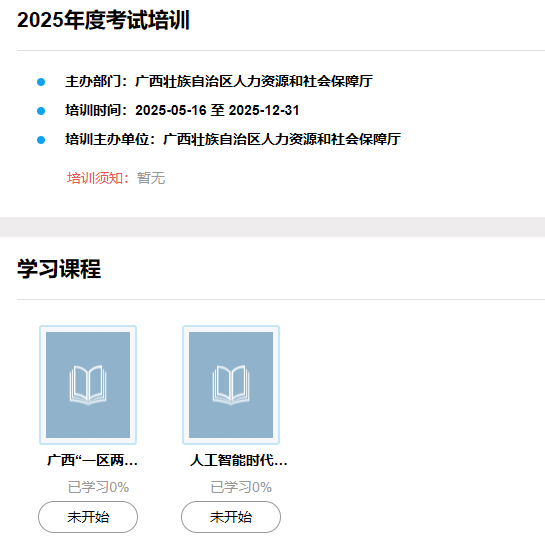 2025年度考试培训
主办部门：广西壮族自治区人力资源和社会保障厅
培训时间：2025-05-16 至 2025-12-31
培训主办单位：广西壮族自治区人力资源和社会保障厅
培训须知：暂无
学习课程
广西“一区两...
人工智能时代...
已学习0%
已学习0%
未开始
未开始